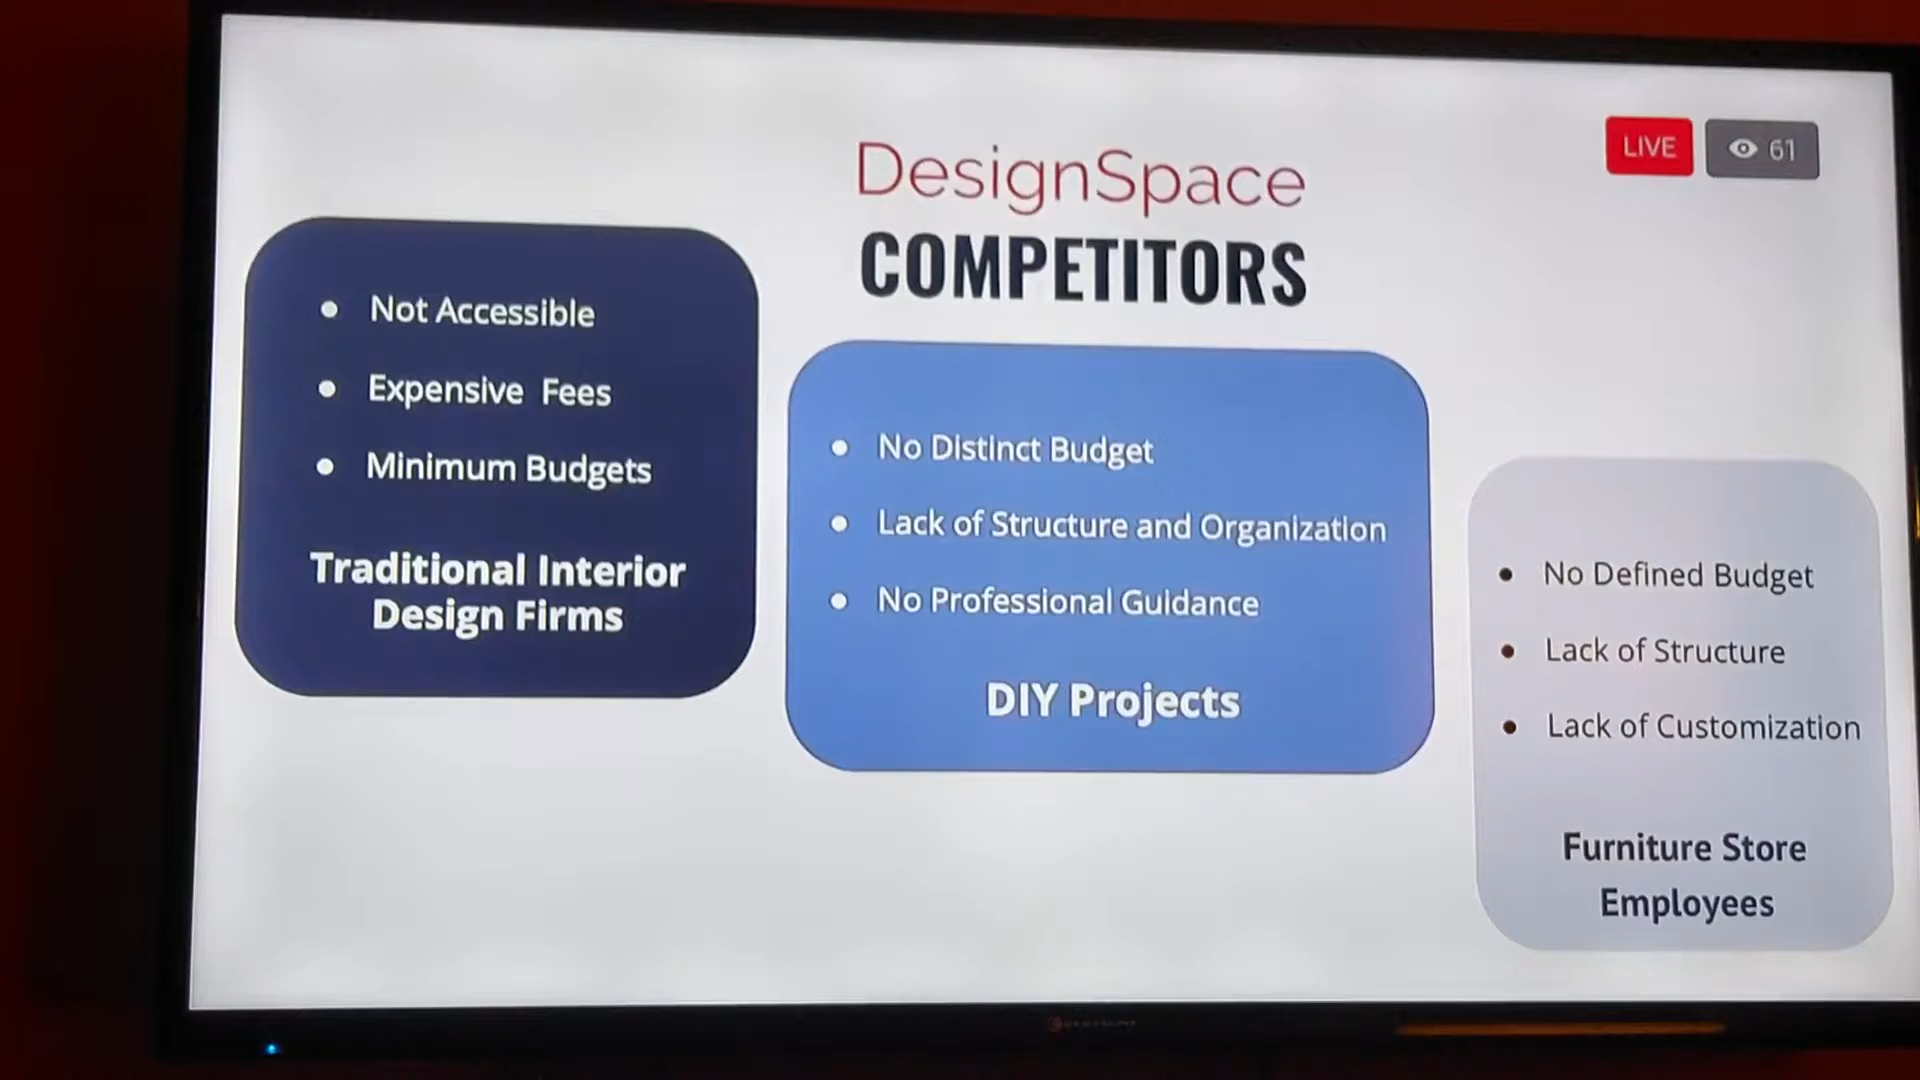 LIVE
61
DesignSpace
COMPETITORS
Not Accessible
Expensive Fees
Minimum Budgets
Traditional Interior
Design Firms
No Distinct Budget
Lack of Structure and Organization
No Professional Guidance
DIY Projects
No Defined Budget
Lack of Structure
Lack of Customization
Furniture Store
Employees